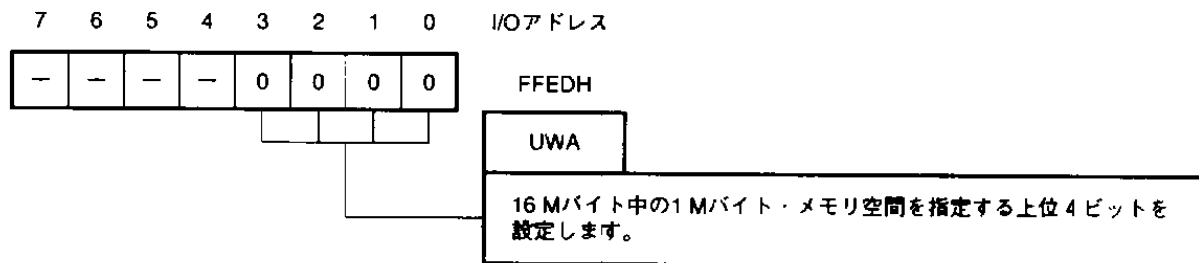 7 6 5 4 3 2 1 0 I/Oアドレス
— — — — 0 0 0 0 FFEDH
UWA
16 Mバイト中の1 Mバイト・メモリ空間を指定する上位4ビットを
設定します。